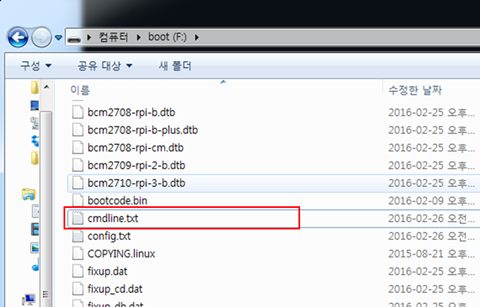 컴퓨터 ▸ boot (F:) ▸
구성 ▾ 공유 대상 ▾ 새 폴더
이름 수정한 날짜
bcm2708-rpi-b.dtb 2016-02-25 오후...
bcm2708-rpi-b-plus.dtb 2016-02-25 오후...
bcm2708-rpi-cm.dtb 2016-02-25 오후...
bcm2709-rpi-2-b.dtb 2016-02-25 오후...
bcm2710-rpi-3-b.dtb 2016-02-25 오후...
bootcode.bin 2016-02-09 오후...
cmdline.txt 2016-02-26 오전...
config.txt 2016-02-26 오전...
COPYING.linux 2015-08-21 오후...
fixup.dat 2016-02-25 오후...
fixup_cd.dat 2016-02-25 오후...
fixup_db.dat 2016-02-25 오후...